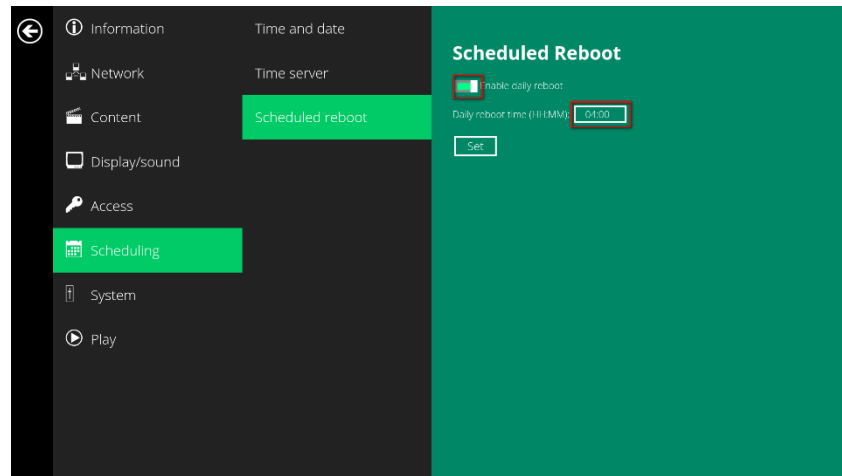 Information
Network
Content
Display/sound
Access
Scheduling
System
Play
Time and date
Time server
Scheduled reboot
Scheduled Reboot
Enable daily reboot
Daily reboot time (HH:MM): 04:00
Set